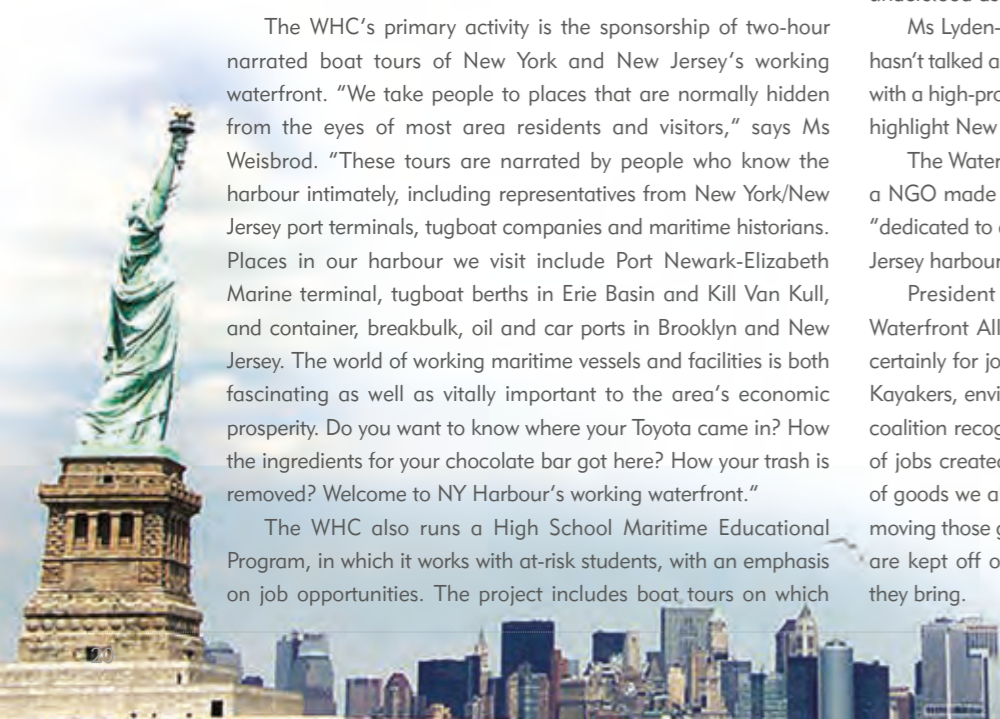 The WHC’s primary activity is the sponsorship of two-hour
narrated boat tours of New York and New Jersey’s working
waterfront. “We take people to places that are normally hidden
from the eyes of most area residents and visitors,” says Ms
Weisbrod. “These tours are narrated by people who know the
harbour intimately, including representatives from New York/New
Jersey port terminals, tugboat companies and maritime historians.
Places in our harbour we visit include Port Newark-Elizabeth
Marine terminal, tugboat berths in Erie Basin and Kill Van Kull,
and container, breakbulk, oil and car ports in Brooklyn and New
Jersey. The world of working maritime vessels and facilities is both
fascinating as well as vitally important to the area’s economic
prosperity. Do you want to know where your Toyota came in? How
the ingredients for your chocolate bar got here? How your trash is
removed? Welcome to NY Harbour’s working waterfront.”
The WHC also runs a High School Maritime Educational
Program, in which it works with at-risk students, with an emphasis
on job opportunities. The project includes boat tours on which
20
Ms Lyden-
hasn’t talked a
with a high-pro
highlight New
The Water
a NGO made
“dedicated to
Jersey harbour
President
Waterfront All
certainly for jo
Kayakers, envi
coalition recog
of jobs created
of goods we a
moving those g
are kept off o
they bring.